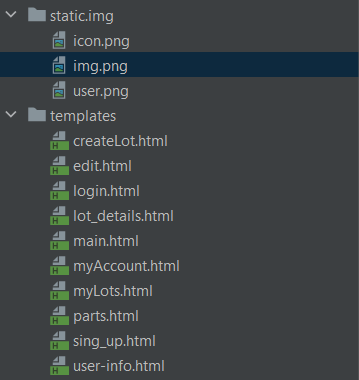 static.img
icon.png
img.png
user.png
templates
createLot.html
edit.html
login.html
lot_details.html
main.html
myAccount.html
myLots.html
parts.html
sing_up.html
user-info.html